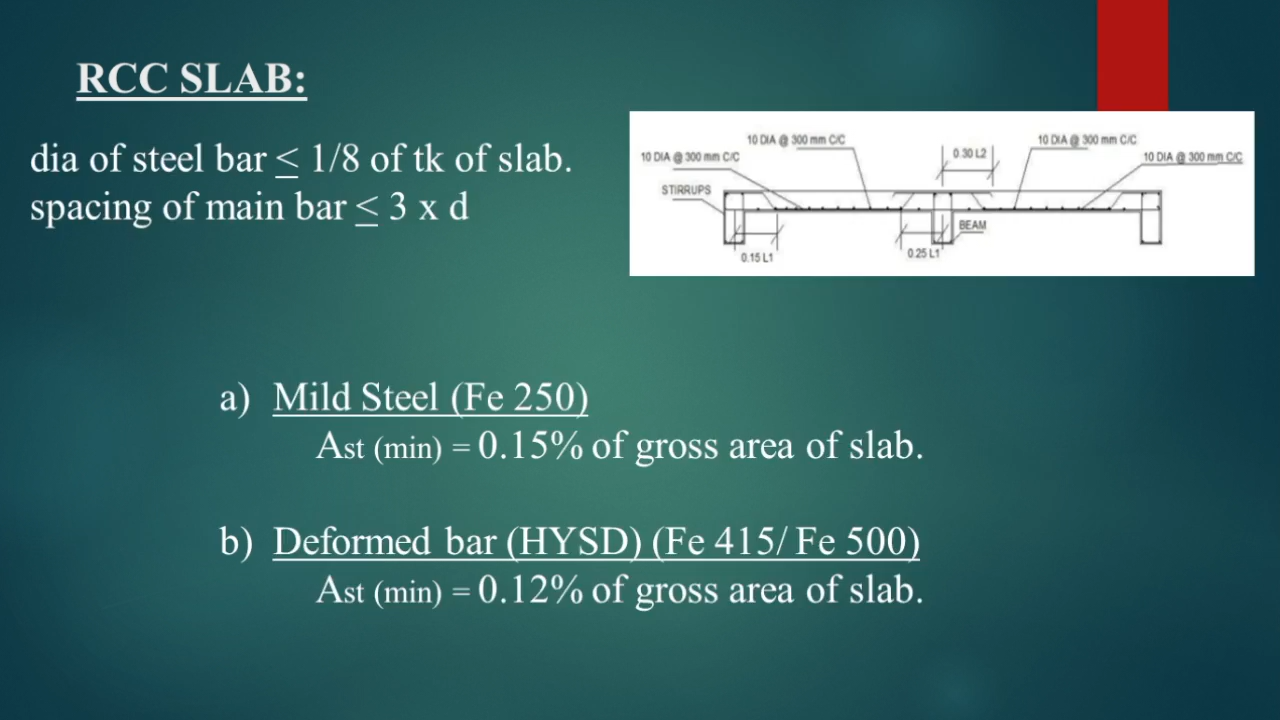 RCC SLAB:
dia of steel bar ≤ 1/8 of tk of slab.
spacing of main bar ≤ 3 x d
10 DIA @ 300 mm C/C
10 DIA @ 300 mm C/C
0.30 L2
10 DIA @ 300 mm C/C
10 DIA @ 300 mm C/C
STIRRUPS
BEAM
0.15 L1
0.25 L1
a) Mild Steel (Fe 250)
Ast (min) = 0.15% of gross area of slab.
b) Deformed bar (HYSD) (Fe 415/ Fe 500)
Ast (min) = 0.12% of gross area of slab.